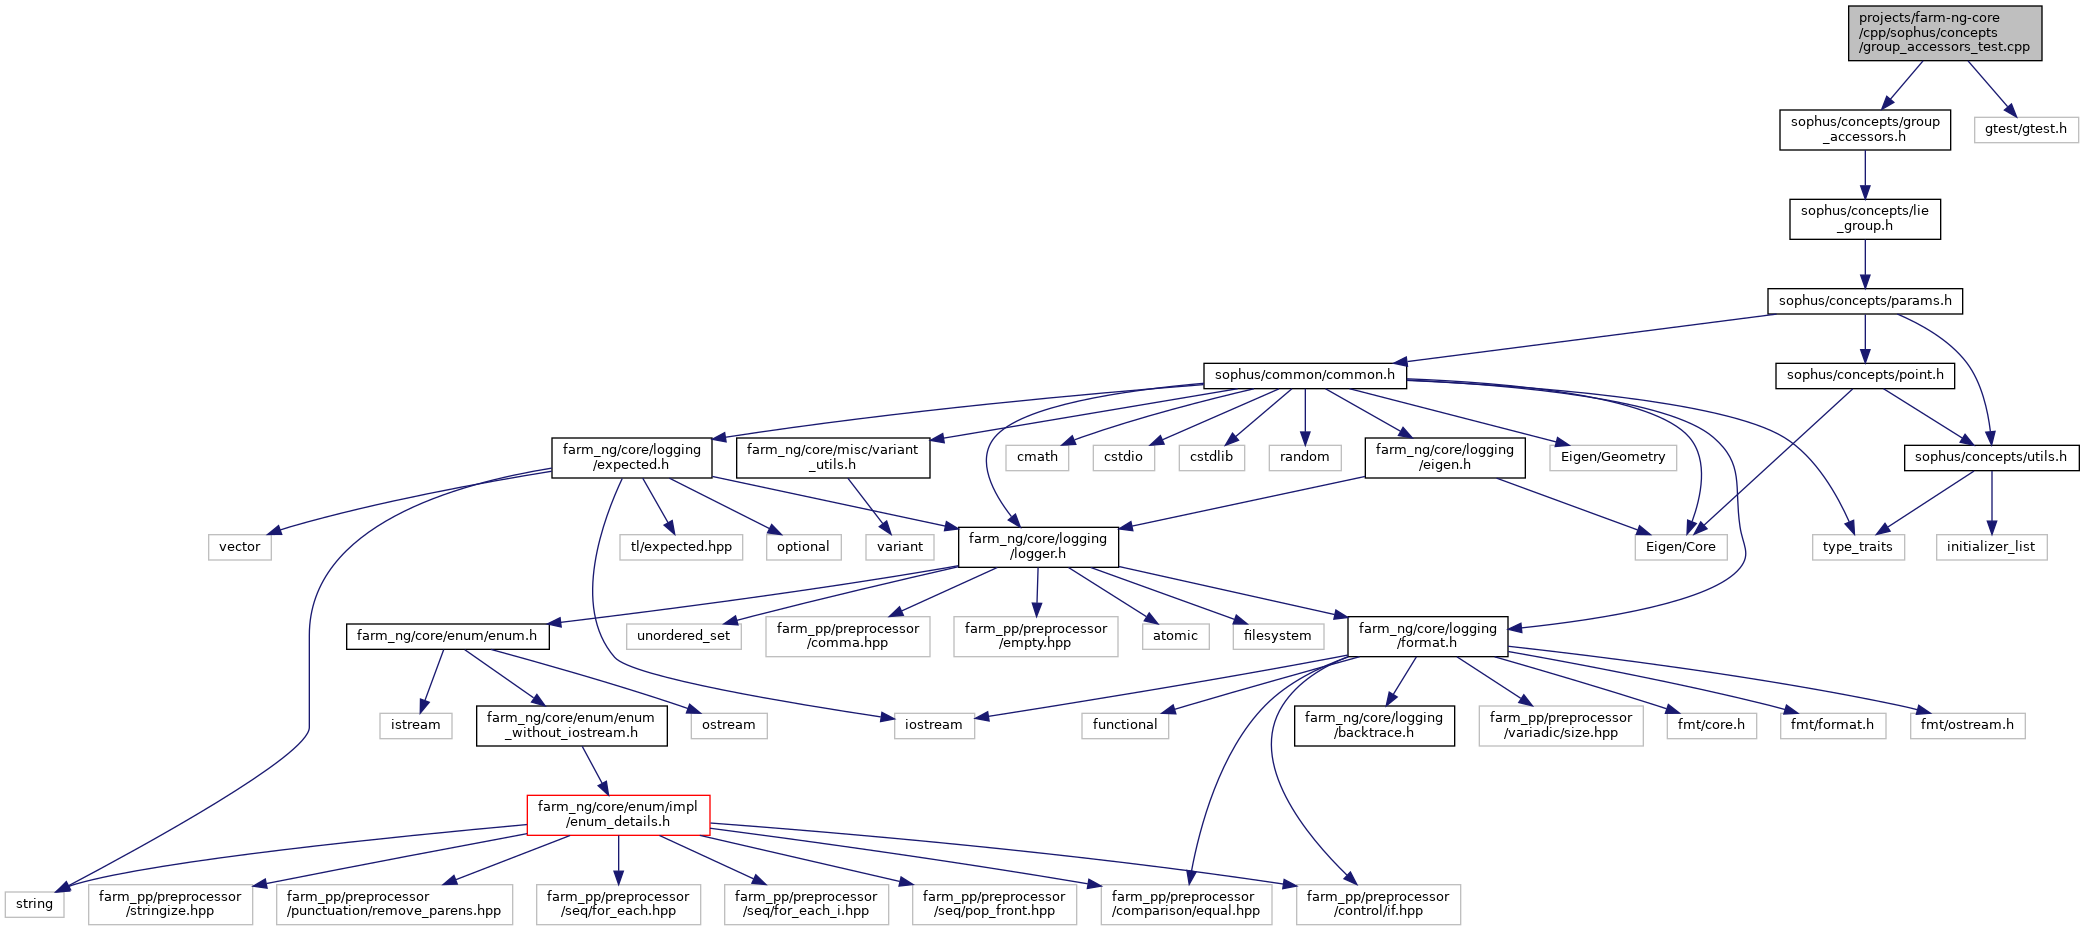 projects/farm-ng-core
/cpp/sophus/concepts
/group_accessors_test.cpp
sophus/concepts/group
_accessors.h
gtest/gtest.h
sophus/concepts/lie
_group.h
sophus/concepts/params.h
sophus/common/common.h
sophus/concepts/point.h
farm_ng/core/logging
/expected.h
farm_ng/core/misc/variant
_utils.h
cmath
cstdio
cstdlib
random
farm_ng/core/logging
/eigen.h
Eigen/Geometry
sophus/concepts/utils.h
vector
tl/expected.hpp
optional
variant
farm_ng/core/logging
/logger.h
Eigen/Core
type_traits
initializer_list
farm_ng/core/enum/enum.h
unordered_set
farm_pp/preprocessor
/comma.hpp
farm_pp/preprocessor
/empty.hpp
atomic
filesystem
farm_ng/core/logging
/format.h
istream
farm_ng/core/enum/enum
_without_iostream.h
ostream
iostream
functional
farm_ng/core/logging
/backtrace.h
farm_pp/preprocessor
/variadic/size.hpp
fmt/core.h
fmt/format.h
fmt/ostream.h
farm_ng/core/enum/impl
/enum_details.h
string
farm_pp/preprocessor
/stringize.hpp
farm_pp/preprocessor
/punctuation/remove_parens.hpp
farm_pp/preprocessor
/seq/for_each.hpp
farm_pp/preprocessor
/seq/for_each_i.hpp
farm_pp/preprocessor
/seq/pop_front.hpp
farm_pp/preprocessor
/comparison/equal.hpp
farm_pp/preprocessor
/control/if.hpp